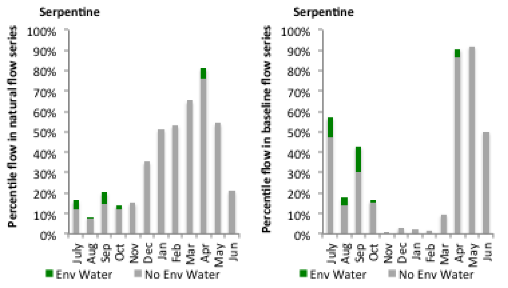 Serpentine
Percentile flow in natural flow series
100%
90%
80%
70%
60%
50%
40%
30%
20%
10%
0%
July Aug Sep Oct Nov Dec Jan Feb Mar Apr May Jun
Env Water No Env Water
Serpentine
Percentile flow in baseline flow series
100%
90%
80%
70%
60%
50%
40%
30%
20%
10%
0%
July Aug Sep Oct Nov Dec Jan Feb Mar Apr May Jun
Env Water No Env Water